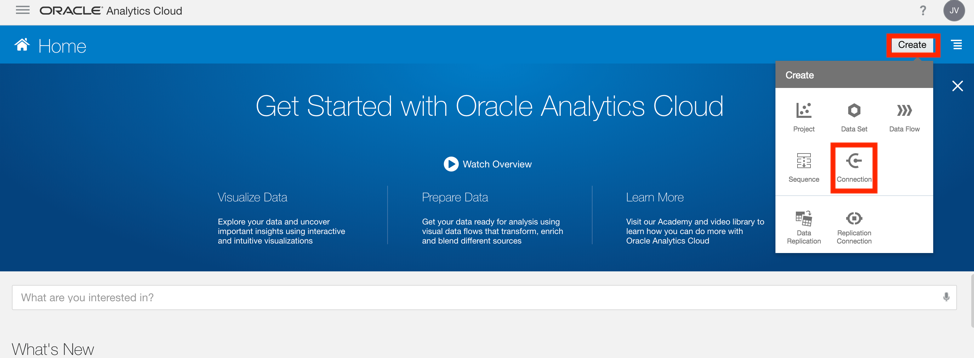 ORACLE® Analytics Cloud
?
JV
Home
Create
Create
Project
Data Set
Data Flow
Sequence
Connection
Data
Replication
Replication
Connection
Get Started with Oracle Analytics Cloud
Watch Overview
Visualize Data
Explore your data and uncover
important insights using interactive
and intuitive visualizations
Prepare Data
Get your data ready for analysis using
visual data flows that transform, enrich
and blend different sources
Learn More
Visit our Academy and video library to
learn how you can do more with
Oracle Analytics Cloud
What are you interested in?
What's New